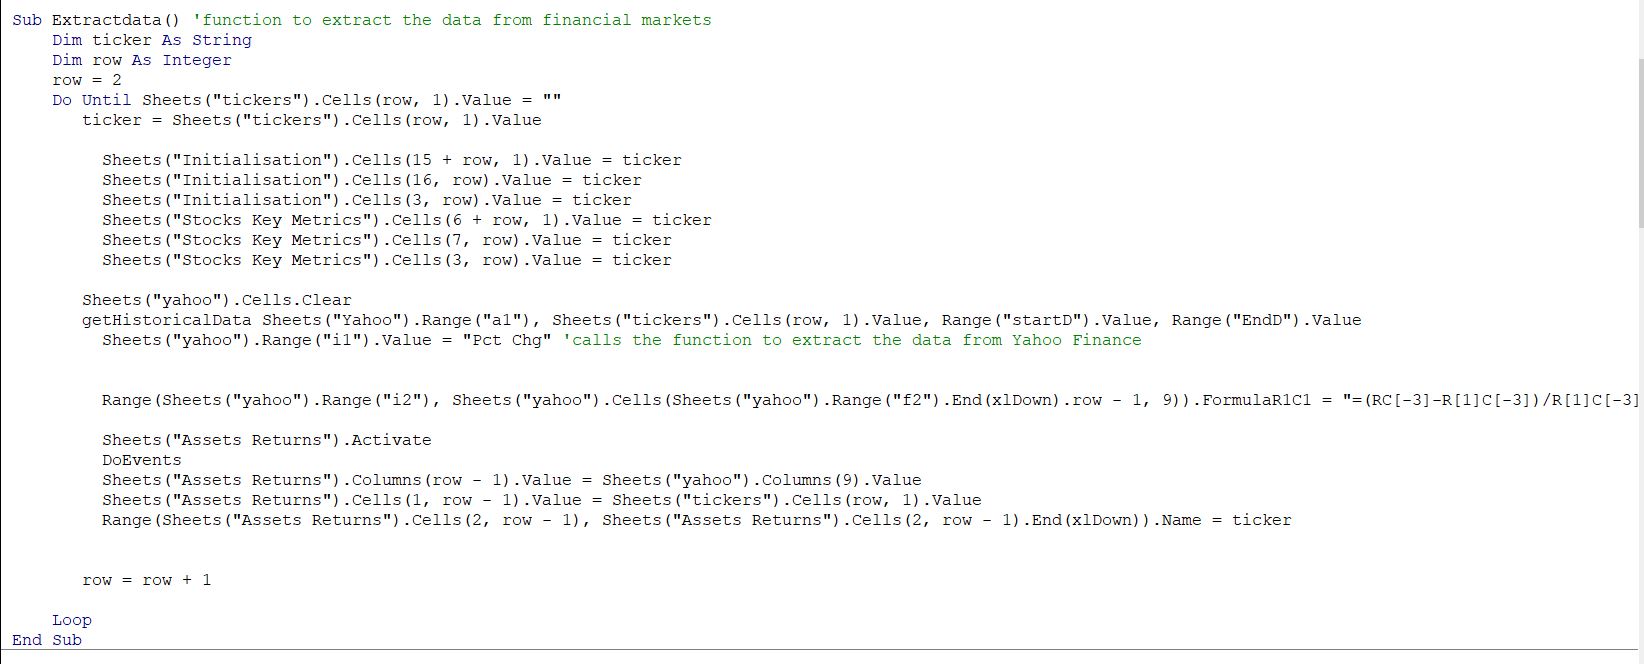 Sub Extractdata() 'function to extract the data from financial markets
    Dim ticker As String
    Dim row As Integer
    row = 2
    Do Until Sheets("tickers").Cells(row, 1).Value = ""
       ticker = Sheets("tickers").Cells(row, 1).Value
         Sheets("Initialisation").Cells(15 + row, 1).Value = ticker
         Sheets("Initialisation").Cells(16, row).Value = ticker
         Sheets("Initialisation").Cells(3, row).Value = ticker
         Sheets("Stocks Key Metrics").Cells(6 + row, 1).Value = ticker
         Sheets("Stocks Key Metrics").Cells(7, row).Value = ticker
         Sheets("Stocks Key Metrics").Cells(3, row).Value = ticker
       Sheets("yahoo").Cells.Clear
       getHistoricalData Sheets("Yahoo").Range("a1"), Sheets("tickers").Cells(row, 1).Value, Range("startD").Value, Range("EndD").Value
         Sheets("yahoo").Range("i1").Value = "Pct Chg" 'calls the function to extract the data from Yahoo Finance
         Range(Sheets("yahoo").Range("i2"), Sheets("yahoo").Cells(Sheets("yahoo").Range("f2").End(xlDown).row - 1, 9)).FormulaR1C1 = "=(RC[-3]-R[1]C[-3])/R[1]C[-3]
         Sheets("Assets Returns").Activate
         DoEvents
         Sheets("Assets Returns").Columns(row - 1).Value = Sheets("yahoo").Columns(9).Value
         Sheets("Assets Returns").Cells(1, row - 1).Value = Sheets("tickers").Cells(row, 1).Value
         Range(Sheets("Assets Returns").Cells(2, row - 1), Sheets("Assets Returns").Cells(2, row - 1).End(xlDown)).Name = ticker
       row = row + 1
    Loop
End Sub